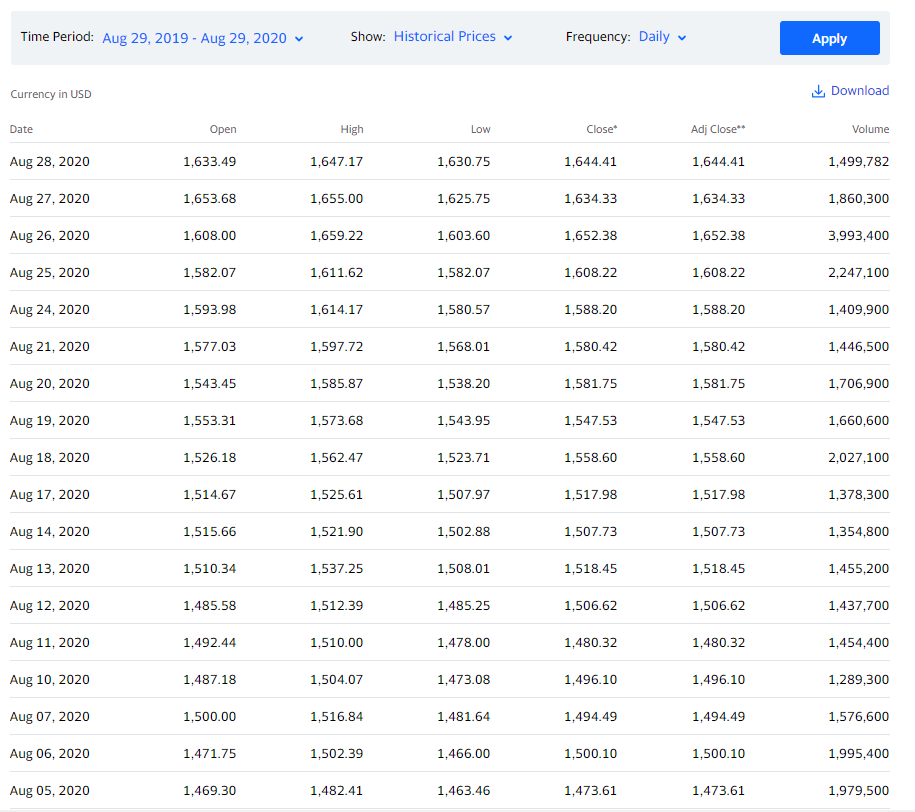 Time Period: Aug 29, 2019 - Aug 29, 2020 Show: Historical Prices Frequency: Daily Apply
Currency in USD Download
Date Open High Low Close* Adj Close** Volume
Aug 28, 2020 1,633.49 1,647.17 1,630.75 1,644.41 1,644.41 1,499,782
Aug 27, 2020 1,653.68 1,655.00 1,625.75 1,634.33 1,634.33 1,860,300
Aug 26, 2020 1,608.00 1,659.22 1,603.60 1,652.38 1,652.38 3,993,400
Aug 25, 2020 1,582.07 1,611.62 1,582.07 1,608.22 1,608.22 2,247,100
Aug 24, 2020 1,593.98 1,614.17 1,580.57 1,588.20 1,588.20 1,409,900
Aug 21, 2020 1,577.03 1,597.72 1,568.01 1,580.42 1,580.42 1,446,500
Aug 20, 2020 1,543.45 1,585.87 1,538.20 1,581.75 1,581.75 1,706,900
Aug 19, 2020 1,553.31 1,573.68 1,543.95 1,547.53 1,547.53 1,660,600
Aug 18, 2020 1,526.18 1,562.47 1,523.71 1,558.60 1,558.60 2,027,100
Aug 17, 2020 1,514.67 1,525.61 1,507.97 1,517.98 1,517.98 1,378,300
Aug 14, 2020 1,515.66 1,521.90 1,502.88 1,507.73 1,507.73 1,354,800
Aug 13, 2020 1,510.34 1,537.25 1,508.01 1,518.45 1,518.45 1,455,200
Aug 12, 2020 1,485.58 1,512.39 1,485.25 1,506.62 1,506.62 1,437,700
Aug 11, 2020 1,492.44 1,510.00 1,478.00 1,480.32 1,480.32 1,454,400
Aug 10, 2020 1,487.18 1,504.07 1,473.08 1,496.10 1,496.10 1,289,300
Aug 07, 2020 1,500.00 1,516.84 1,481.64 1,494.49 1,494.49 1,576,600
Aug 06, 2020 1,471.75 1,502.39 1,466.00 1,500.10 1,500.10 1,995,400
Aug 05, 2020 1,469.30 1,482.41 1,463.46 1,473.61 1,473.61 1,979,500